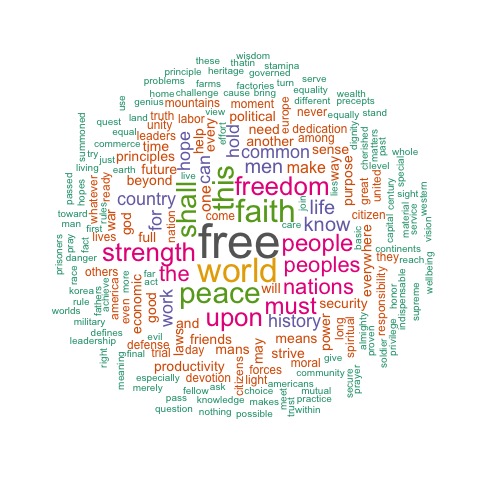 wisdom
these
thatin
stamina
principle
heritage
governed
problems
farms
factories
turn
serve
home
challenge
cause
bring
equality
wealth
genius
mountains
moment
different
precepts
use
land
truth
labor
view
political
europe
never
equally
stand
quest
unity
every
need
dedication
dignity
whole
equal
leaders
help
hold
another
among
sense
cherished
matters
past
commerce
time
hope
can
common
way
united
special
summoned
try
just
principles
live
effort
men
make
purpose
great
clevel
living
earth
future
shall
this
freedom
lies
sight
hopes
ready
beyond
one
join
life
citizen
century
western
passed
whatever
country
faith
know
capital
material
service
vision
toward
first
rules
war
god
for
nation
come
free
care
people
basic
everywhere
man
lives
full
strength
world
peoples
continents
pray
fact
they
reach
prisoners
danger
others
the
will
nations
responsibility
wellbeing
race
american
far
act
peace
must
security
almighty
honor
indispensable
supreme
korea
rule
fathers
achieve
even
more
economic
good
work
upon
history
power
long
spiritual
proven
soldier
privilege
worlds
military
defines
evil
laws
and
friends
means
leadership
defense
trial
day
mans
may
strive
moral
give
right
meaning
final
productivity
citizens
light
forces
community
secure
prayer
especially
devotion
americans
merely
fellow
ask
choice
meet
mutual
pass
knowledge
makes
trust
practice
question
nothing
possible
within